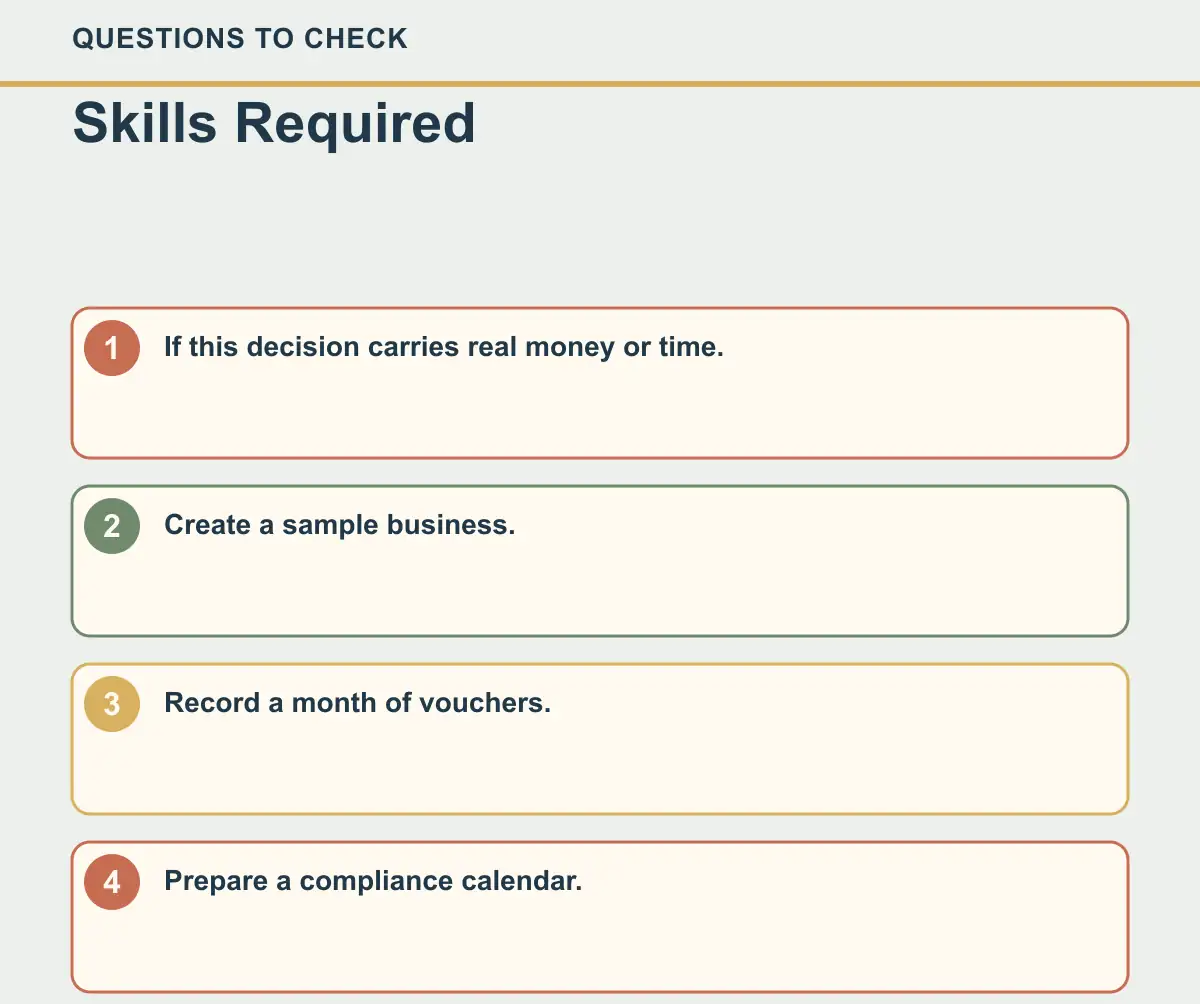 QUESTIONS TO CHECK
Skills Required
1 If this decision carries real money or time.
2 Create a sample business.
3 Record a month of vouchers.
4 Prepare a compliance calendar.